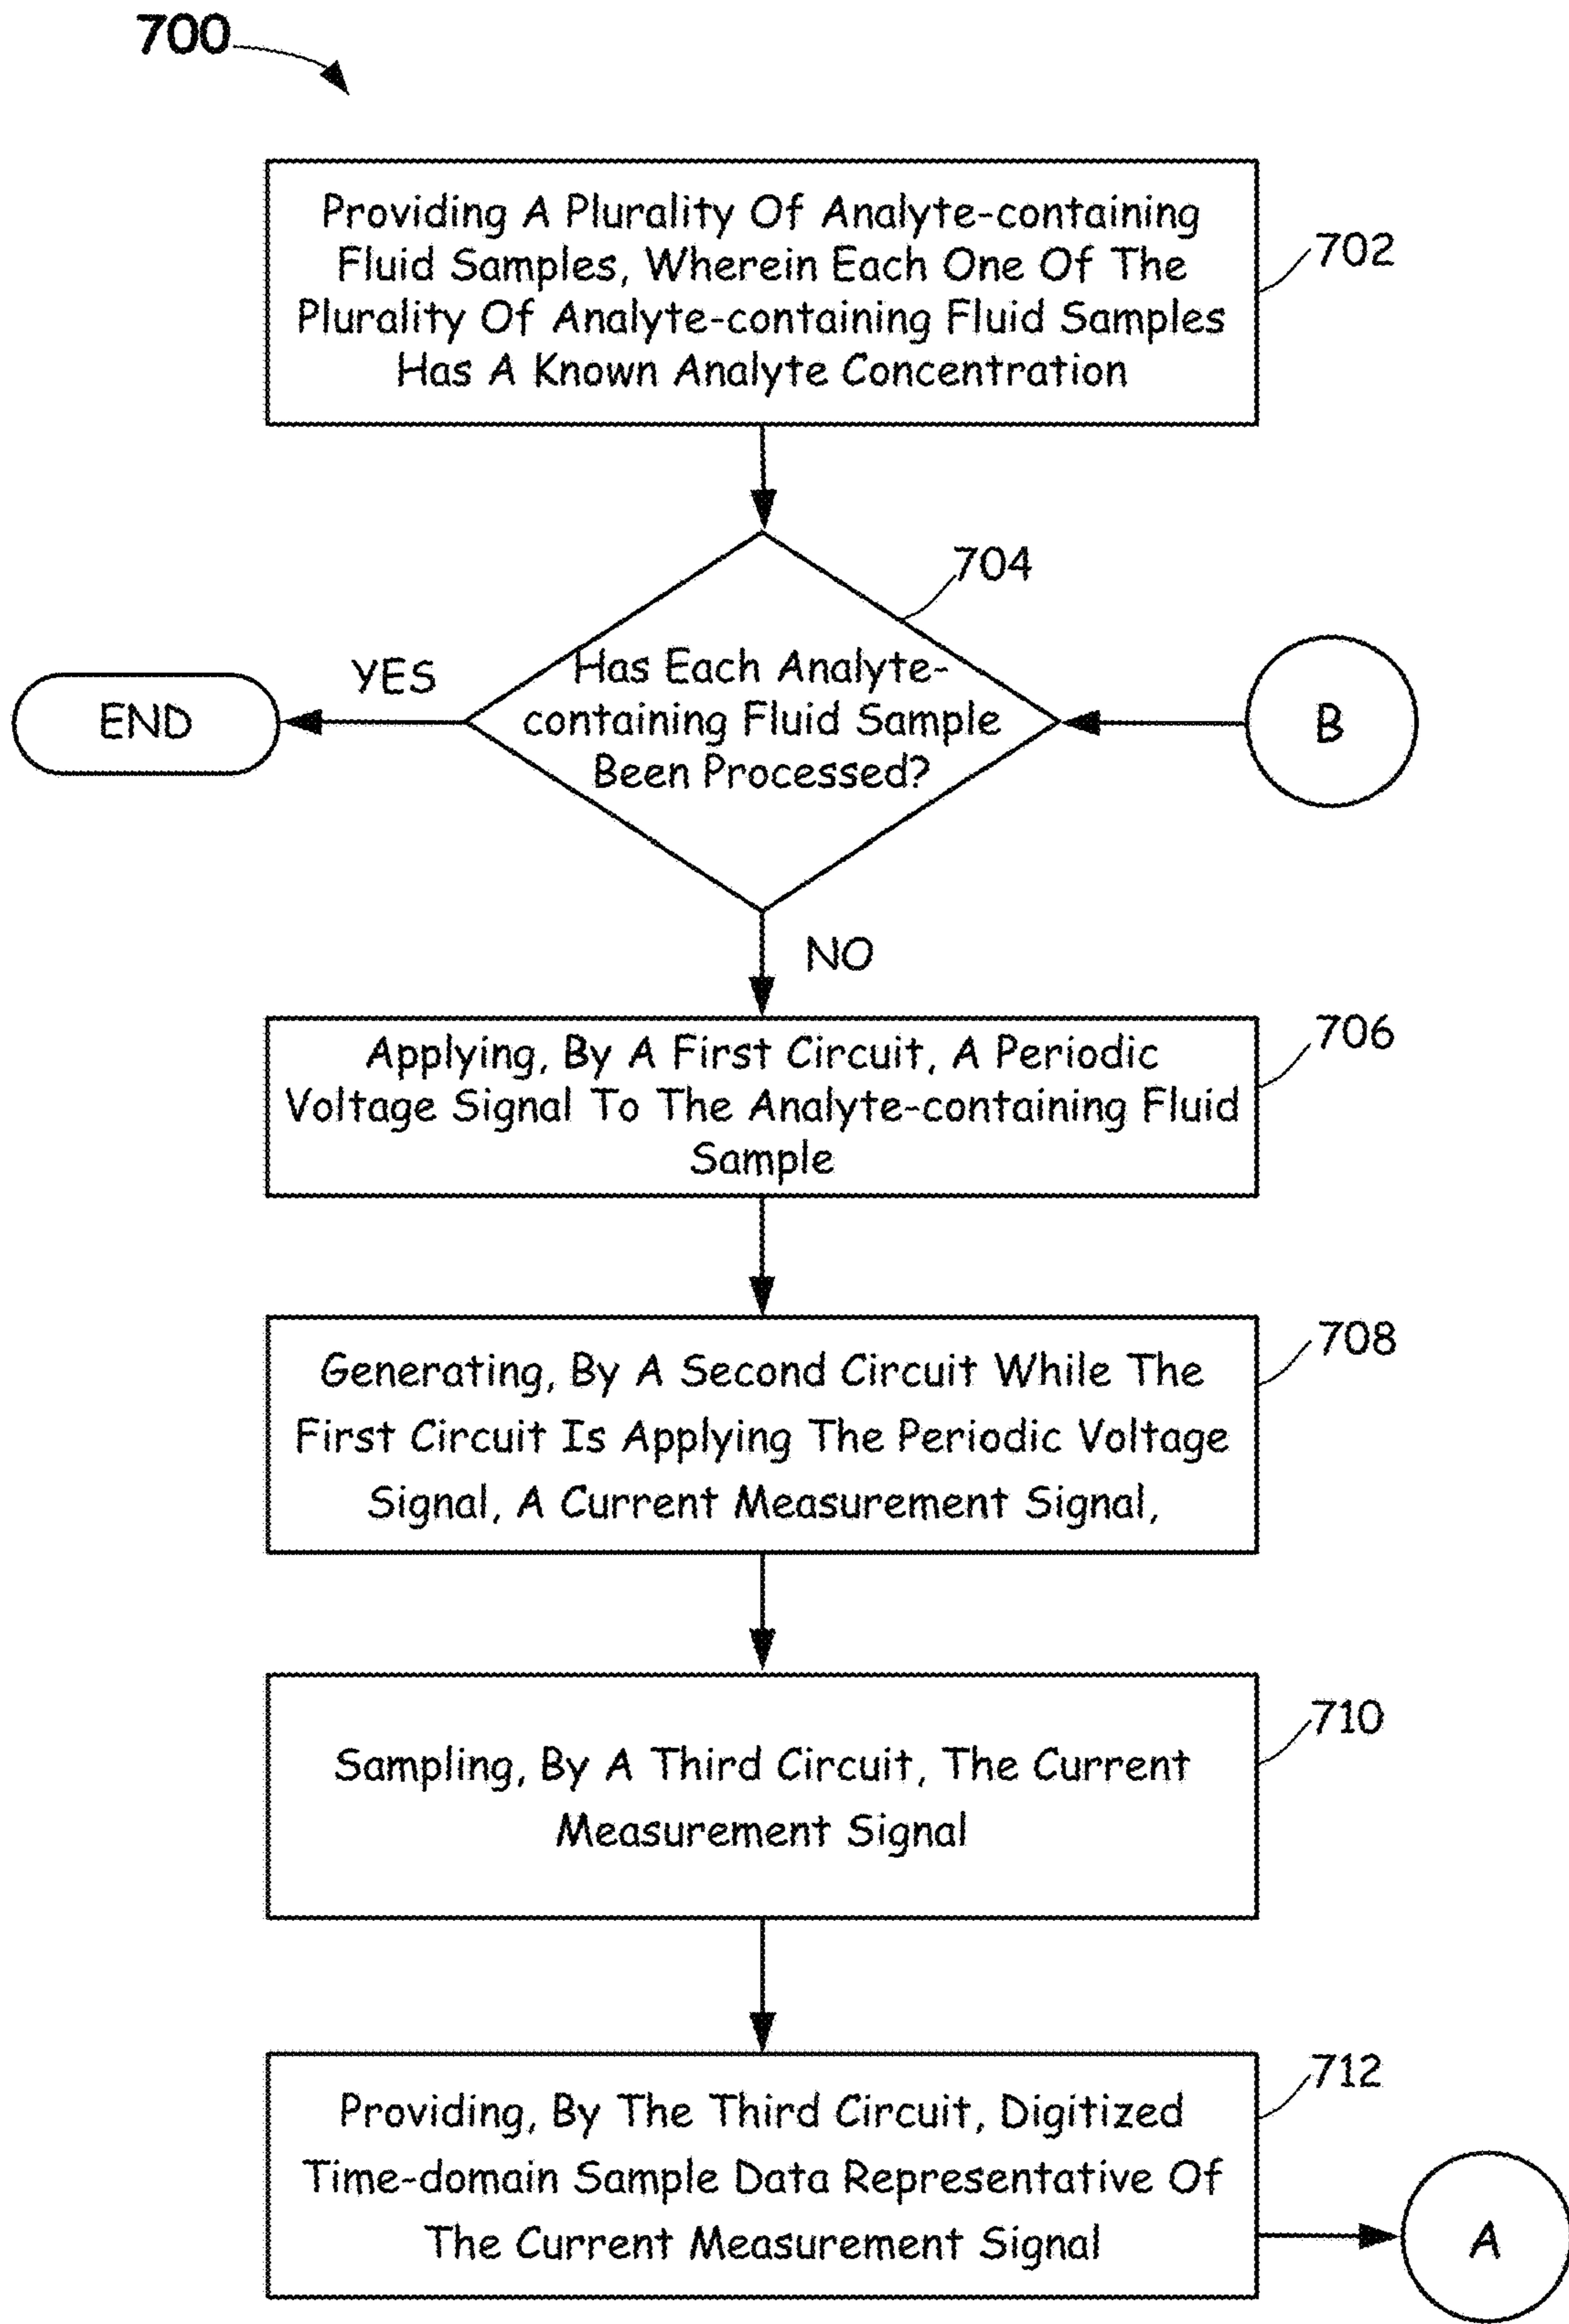 700
Providing A Plurality Of Analyte-containing
Fluid Samples, Wherein Each One Of The
Plurality Of Analyte-containing Fluid Samples
Has A Known Analyte Concentration
702
704
Has Each Analyte-
containing Fluid Sample
Been Processed?
YES
END
B
NO
Applying, By A First Circuit, A Periodic
Voltage Signal To The Analyte-containing Fluid
Sample
706
Generating, By A Second Circuit While The
First Circuit Is Applying The Periodic Voltage
Signal, A Current Measurement Signal,
708
Sampling, By A Third Circuit, The Current
Measurement Signal
710
Providing, By The Third Circuit, Digitized
Time-domain Sample Data Representative Of
The Current Measurement Signal
712
A